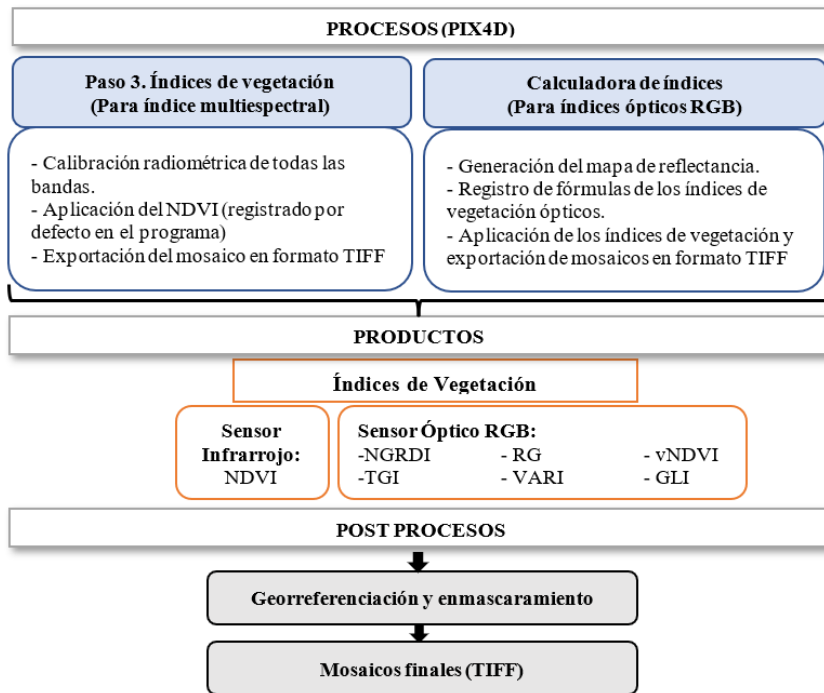 PROCESOS (PIX4D)
Paso 3. Índices de vegetación
(Para índice multiespectral)
- Calibración radiométrica de todas las
bandas.
- Aplicación del NDVI (registrado por
defecto en el programa)
- Exportación del mosaico en formato TIFF
Calculadora de índices
(Para índices ópticos RGB)
- Generación del mapa de reflectancia.
- Registro de fórmulas de los índices de
vegetación ópticos.
- Aplicación de los índices de vegetación y
exportación de mosaicos en formato TIFF
PRODUCTOS
Índices de Vegetación
Sensor
Infrarrojo:
NDVI
Sensor Óptico RGB:
-NGRDI - RG - vNDVI
-TGI - VARI - GLI
POST PROCESOS
Georreferenciación y enmascaramiento
Mosaicos finales (TIFF)